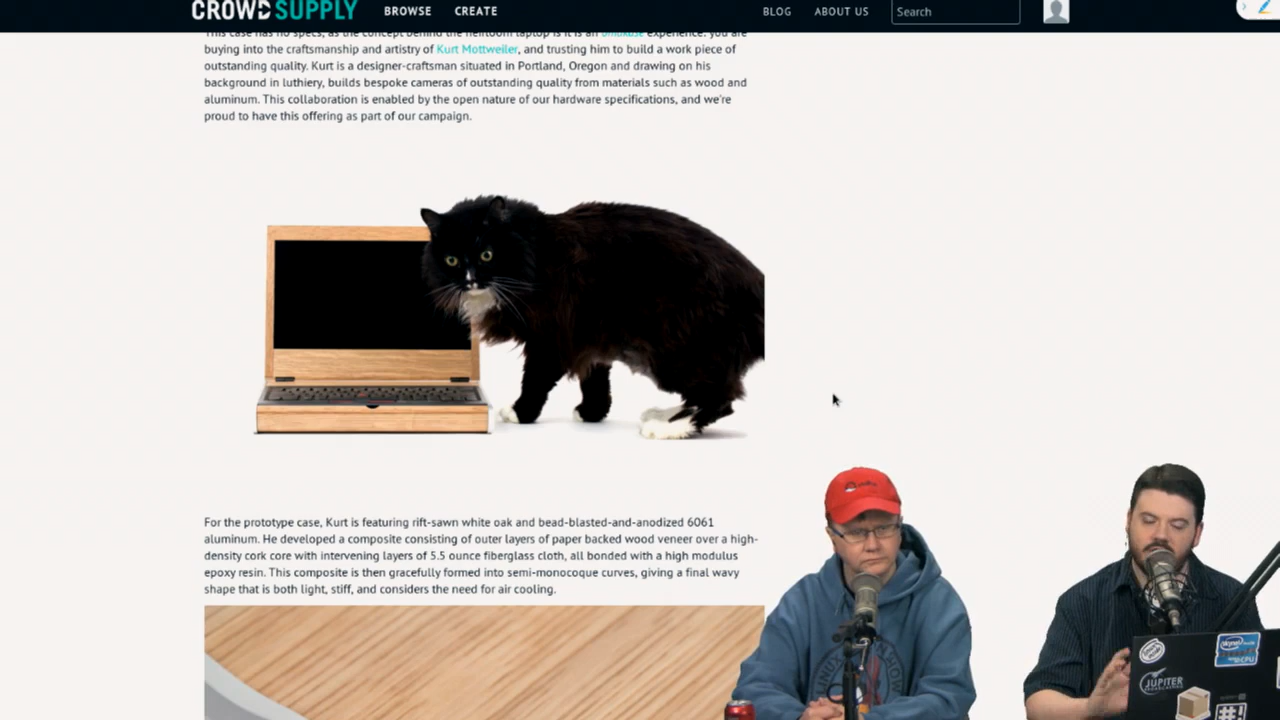 CROWD SUPPLY
BROWSE
CREATE
BLOG
ABOUT US
Search
This case has no specs, as the concept behind the heirloom laptop is it is an omakase experience: you are
buying into the craftsmanship and artistry of Kurt Mottweiler, and trusting him to build a work piece of
outstanding quality. Kurt is a designer-craftsman situated in Portland, Oregon and drawing on his
background in luthiery, builds bespoke cameras of outstanding quality from materials such as wood and
aluminum. This collaboration is enabled by the open nature of our hardware specifications, and we're
proud to have this offering as part of our campaign.
For the prototype case, Kurt is featuring rift-sawn white oak and bead-blasted-and-anodized 6061
aluminum. He developed a composite consisting of outer layers of paper backed wood veneer over a high-
density cork core with intervening layers of 5.5 ounce fiberglass cloth, all bonded with a high modulus
epoxy resin. This composite is then gracefully formed into semi-monocoque curves, giving a final wavy
shape that is both light, stiff, and considers the need for air cooling.
JUPITER
#!